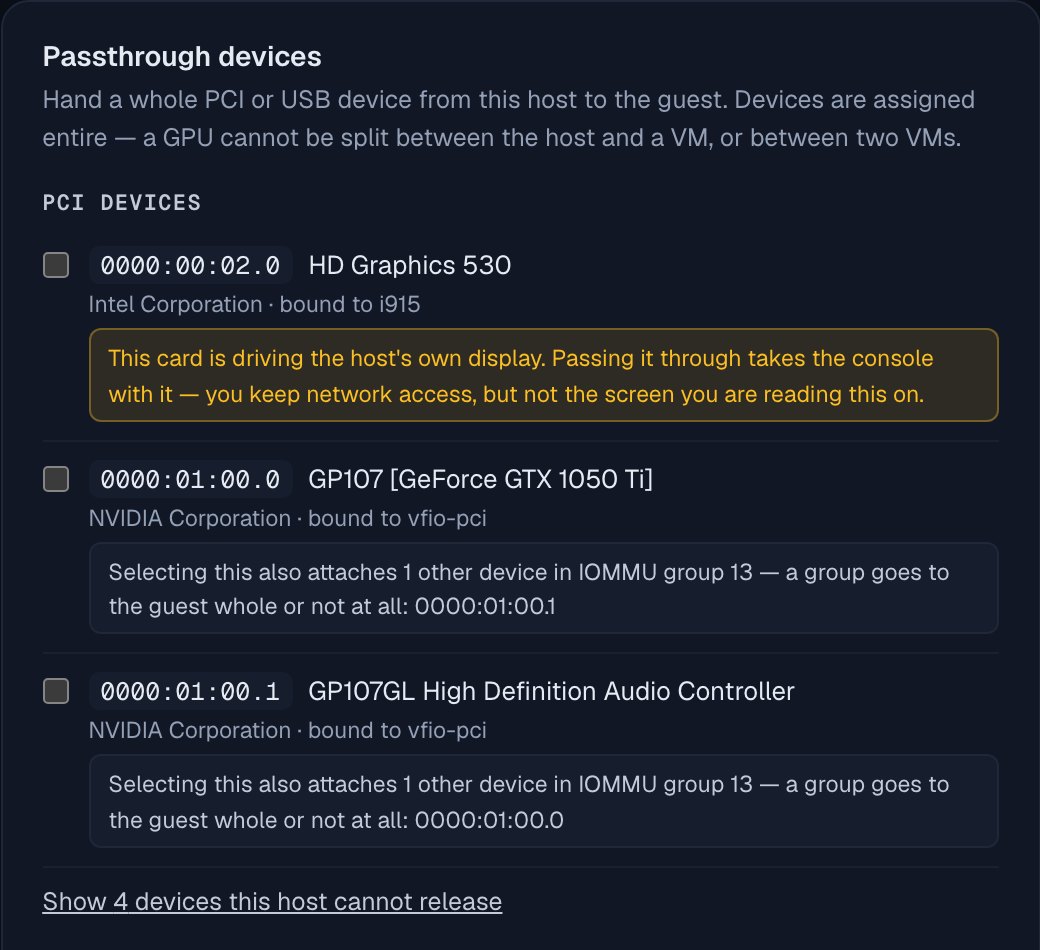 Passthrough devices
Hand a whole PCI or USB device from this host to the guest. Devices are assigned
entire — a GPU cannot be split between the host and a VM, or between two VMs.
PCI DEVICES
0000:00:02.0 HD Graphics 530
Intel Corporation · bound to i915
This card is driving the host's own display. Passing it through takes the console
with it — you keep network access, but not the screen you are reading this on.
0000:01:00.0 GP107 [GeForce GTX 1050 Ti]
NVIDIA Corporation · bound to vfio-pci
Selecting this also attaches 1 other device in IOMMU group 13 — a group goes to
the guest whole or not at all: 0000:01:00.1
0000:01:00.1 GP107GL High Definition Audio Controller
NVIDIA Corporation · bound to vfio-pci
Selecting this also attaches 1 other device in IOMMU group 13 — a group goes to
the guest whole or not at all: 0000:01:00.0
Show 4 devices this host cannot release